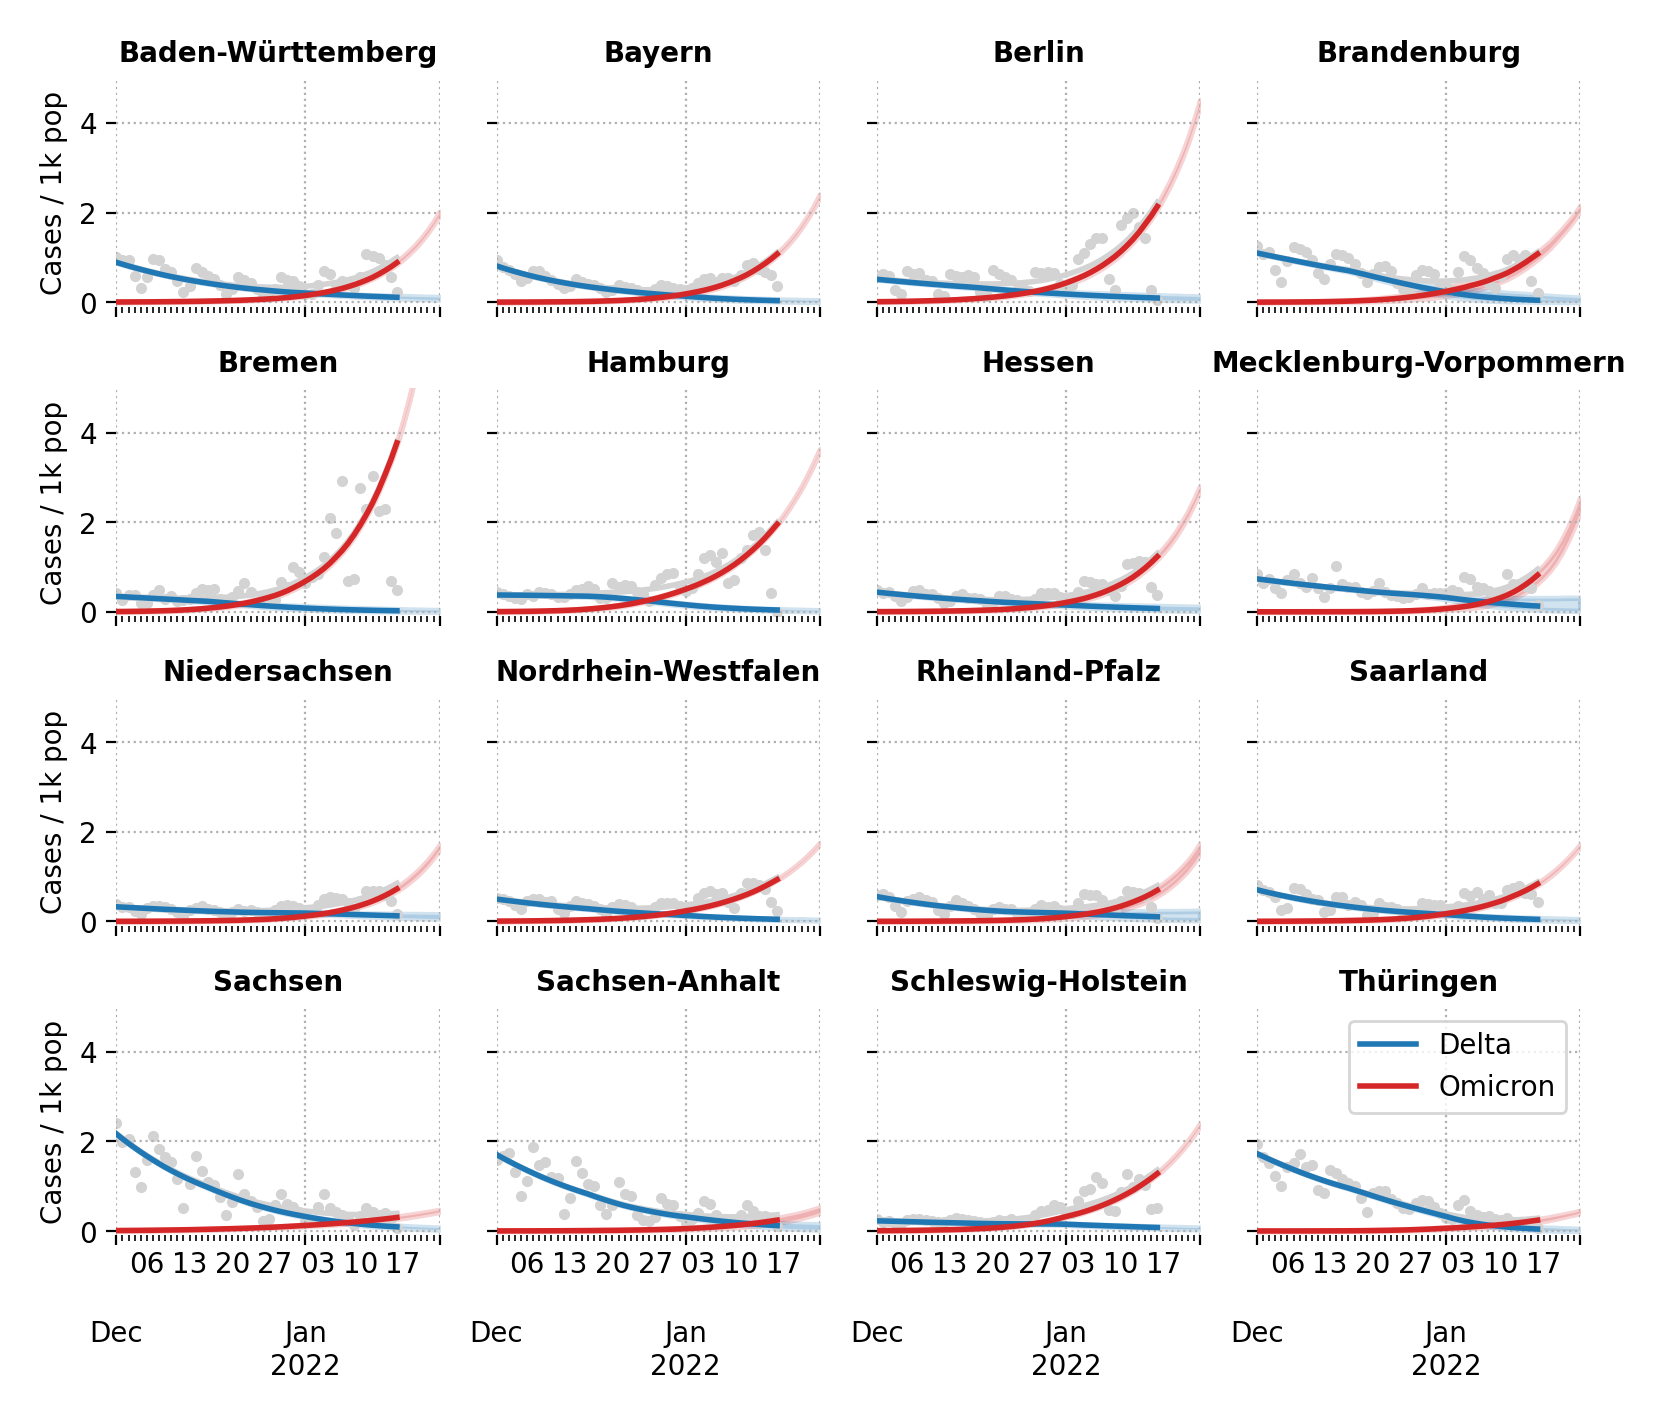 Baden-Württemberg Bayern Berlin Brandenburg
Cases / 1k pop
4
2
0
Bremen Hamburg Hessen Mecklenburg-Vorpommern
Cases / 1k pop
4
2
0
Niedersachsen Nordrhein-Westfalen Rheinland-Pfalz Saarland
Cases / 1k pop
4
2
0
Sachsen Sachsen-Anhalt Schleswig-Holstein Thüringen
Cases / 1k pop
4
2
0
Delta
Omicron
06 13 20 27 03 10 17 06 13 20 27 03 10 17 06 13 20 27 03 10 17 06 13 20 27 03 10 17
Dec Jan Dec Jan Dec Jan Dec Jan
2022 2022 2022 2022